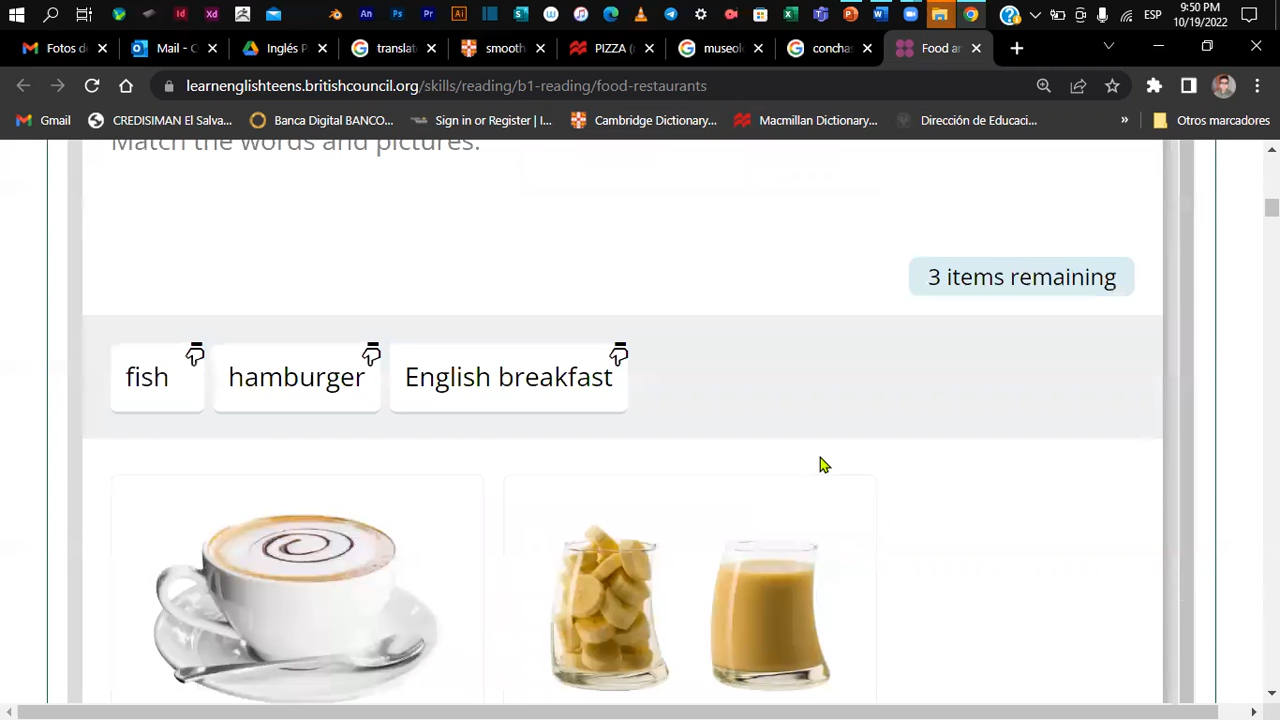 9:50 PM
ESP
10/19/2022
Fotos d
Mail - C
Inglés P
translat
smooth
PIZZA (
museol
concha
Food a
learnenglishteens.britishcouncil.org/skills/reading/b1-reading/food-restaurants
Gmail
CREDISIMAN El Salva...
Banca Digital BANCO...
Sign in or Register | I...
Cambridge Dictionary...
Macmillan Dictionary...
Dirección de Educaci...
»
Otros marcadores
Match the words and pictures.
3 items remaining
fish
hamburger
English breakfast